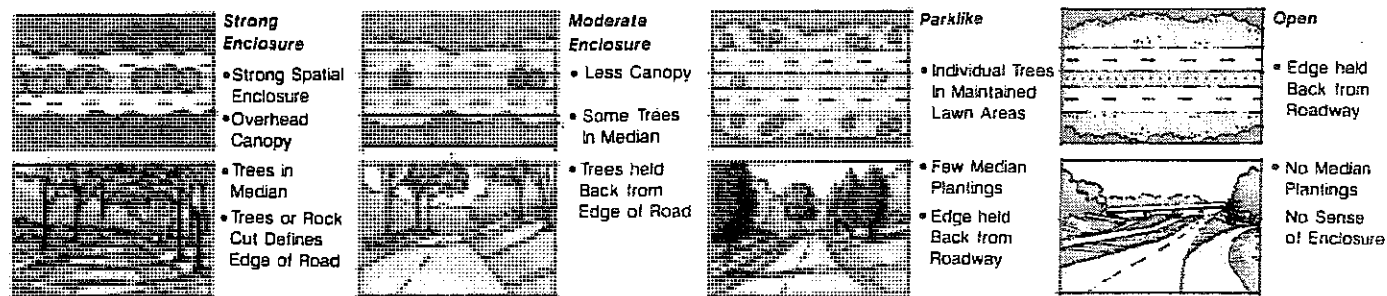 Strong
Enclosure
• Strong Spatial
Enclosure
• Overhead
Canopy
• Trees in
Median
• Trees or Rock
Cut Defines
Edge of Road
Moderate
Enclosure
• Less Canopy
• Some Trees
In Median
• Trees held
Back from
Edge of Road
Parklike
• Individual Trees
In Maintained
Lawn Areas
• Few Median
Plantings
• Edge held
Back from
Roadway
Open
• Edge held
Back from
Roadway
• No Median
Plantings
No Sense
of Enclosure